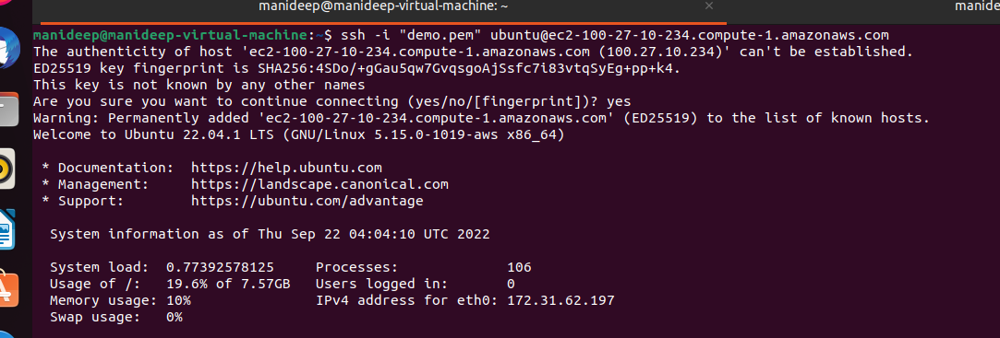 manideep@manideep-virtual-machine: ~ × manide
manideep@manideep-virtual-machine:~$ ssh -i "demo.pem" ubuntu@ec2-100-27-10-234.compute-1.amazonaws.com
The authenticity of host 'ec2-100-27-10-234.compute-1.amazonaws.com (100.27.10.234)' can't be established.
ED25519 key fingerprint is SHA256:4SDo/+gGau5qw7GvqsgoAjSsfc7i83vtqSyEg+pp+k4.
This key is not known by any other names
Are you sure you want to continue connecting (yes/no/[fingerprint])? yes
Warning: Permanently added 'ec2-100-27-10-234.compute-1.amazonaws.com' (ED25519) to the list of known hosts.
Welcome to Ubuntu 22.04.1 LTS (GNU/Linux 5.15.0-1019-aws x86_64)
* Documentation: https://help.ubuntu.com
* Management: https://landscape.canonical.com
* Support: https://ubuntu.com/advantage
System information as of Thu Sep 22 04:04:10 UTC 2022
System load: 0.77392578125 Processes: 106
Usage of /: 19.6% of 7.57GB Users logged in: 0
Memory usage: 10% IPv4 address for eth0: 172.31.62.197
Swap usage: 0%